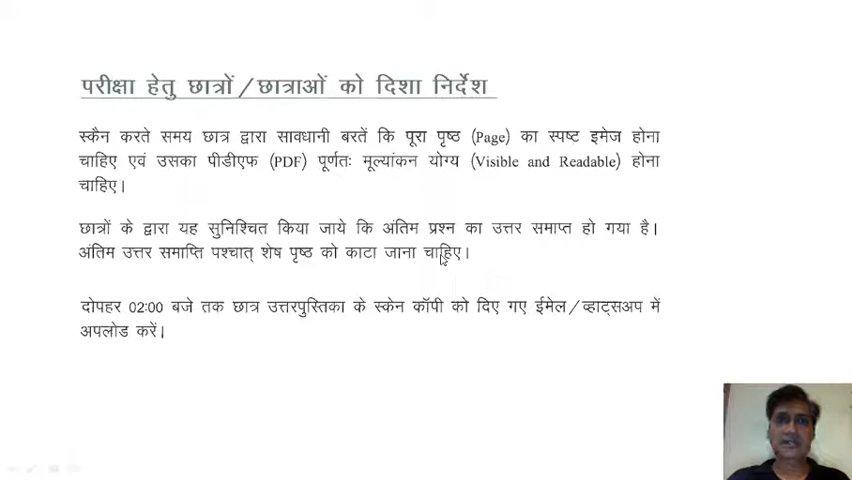 परीक्षा हेतु छात्रों/छात्राओं को दिशा निर्देश
स्कैन करते समय छात्र द्वारा सावधानी बरतें कि पूरा पृष्ठ (Page) का स्पष्ट इमेज होना
चाहिए एवं उसका पीडीएफ (PDF) पूर्णतः मूल्यांकन योग्य (Visible and Readable) होना
चाहिए।
छात्रों के द्वारा यह सुनिश्चित किया जाये कि अंतिम प्रश्न का उत्तर समाप्त हो गया है।
अंतिम उत्तर समाप्ति पश्चात् शेष पृष्ठ को काटा जाना चाहिए।
दोपहर 02:00 बजे तक छात्र उत्तरपुस्तिका के स्केन कॉपी को दिए गए ईमेल/व्हाट्सअप में
अपलोड करें।